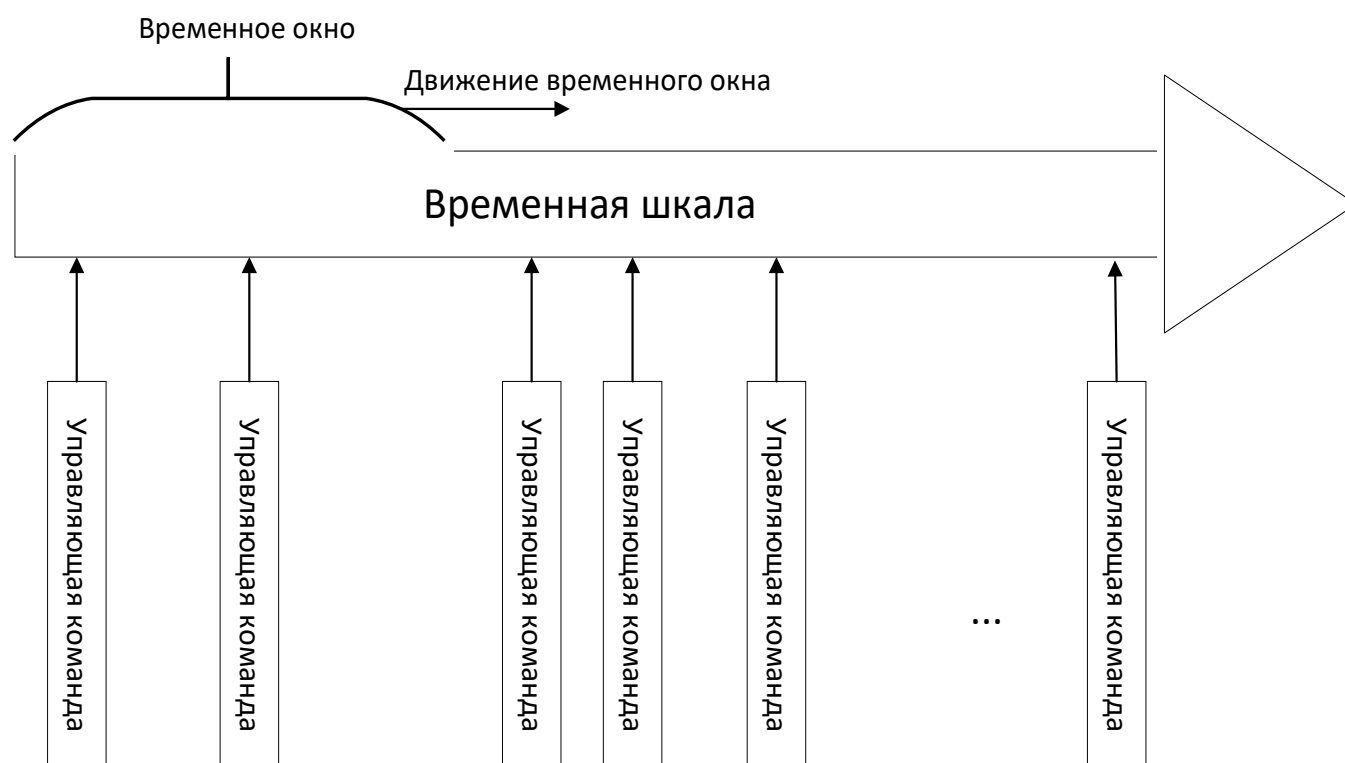 Временное окно
Движение временного окна
Временная шкала
Управляющая команда
Управляющая команда
Управляющая команда
Управляющая команда
Управляющая команда
...
Управляющая команда